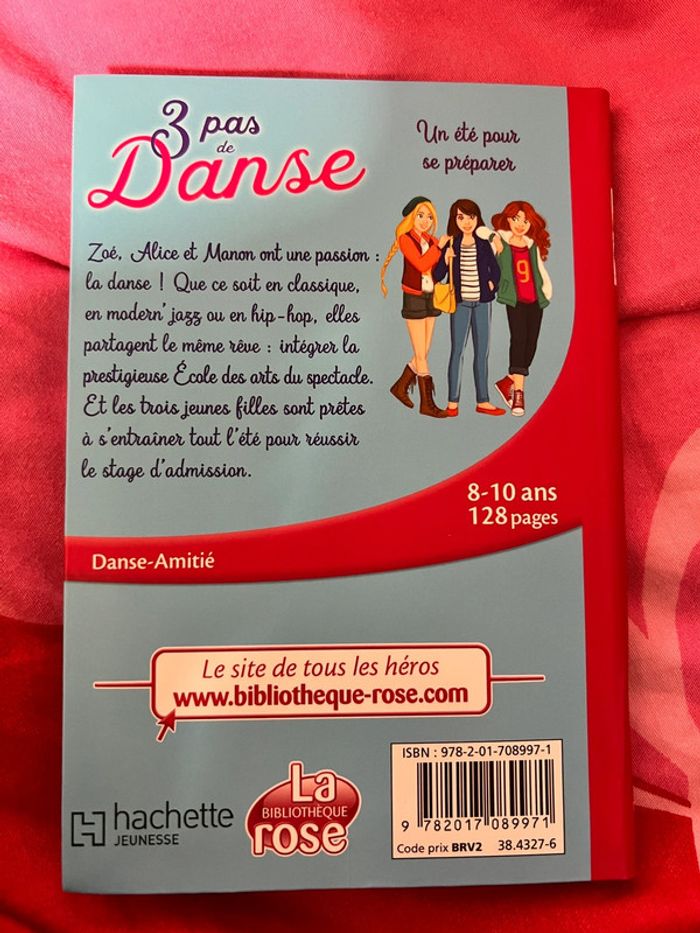 3 pas
de
Danse
Un été pour
se préparer
Zoé, Alice et Manon ont une passion :
la danse ! Que ce soit en classique,
en modern'jazz ou en hip-hop, elles
partagent le même rêve : intégrer la
prestigieuse École des arts du spectacle.
Et les trois jeunes filles sont prêtes
à s'entraîner tout l'été pour réussir
le stage d'admission.
9
8-10 ans
128 pages
Danse-Amitié
Le site de tous les héros
www.bibliotheque-rose.com
hachette
JEUNESSE
La
BIBLIOTHÈQUE
rose
ISBN : 978-2-01-708997-1
9 782017 089971
Code prix BRV2 38.4327-6